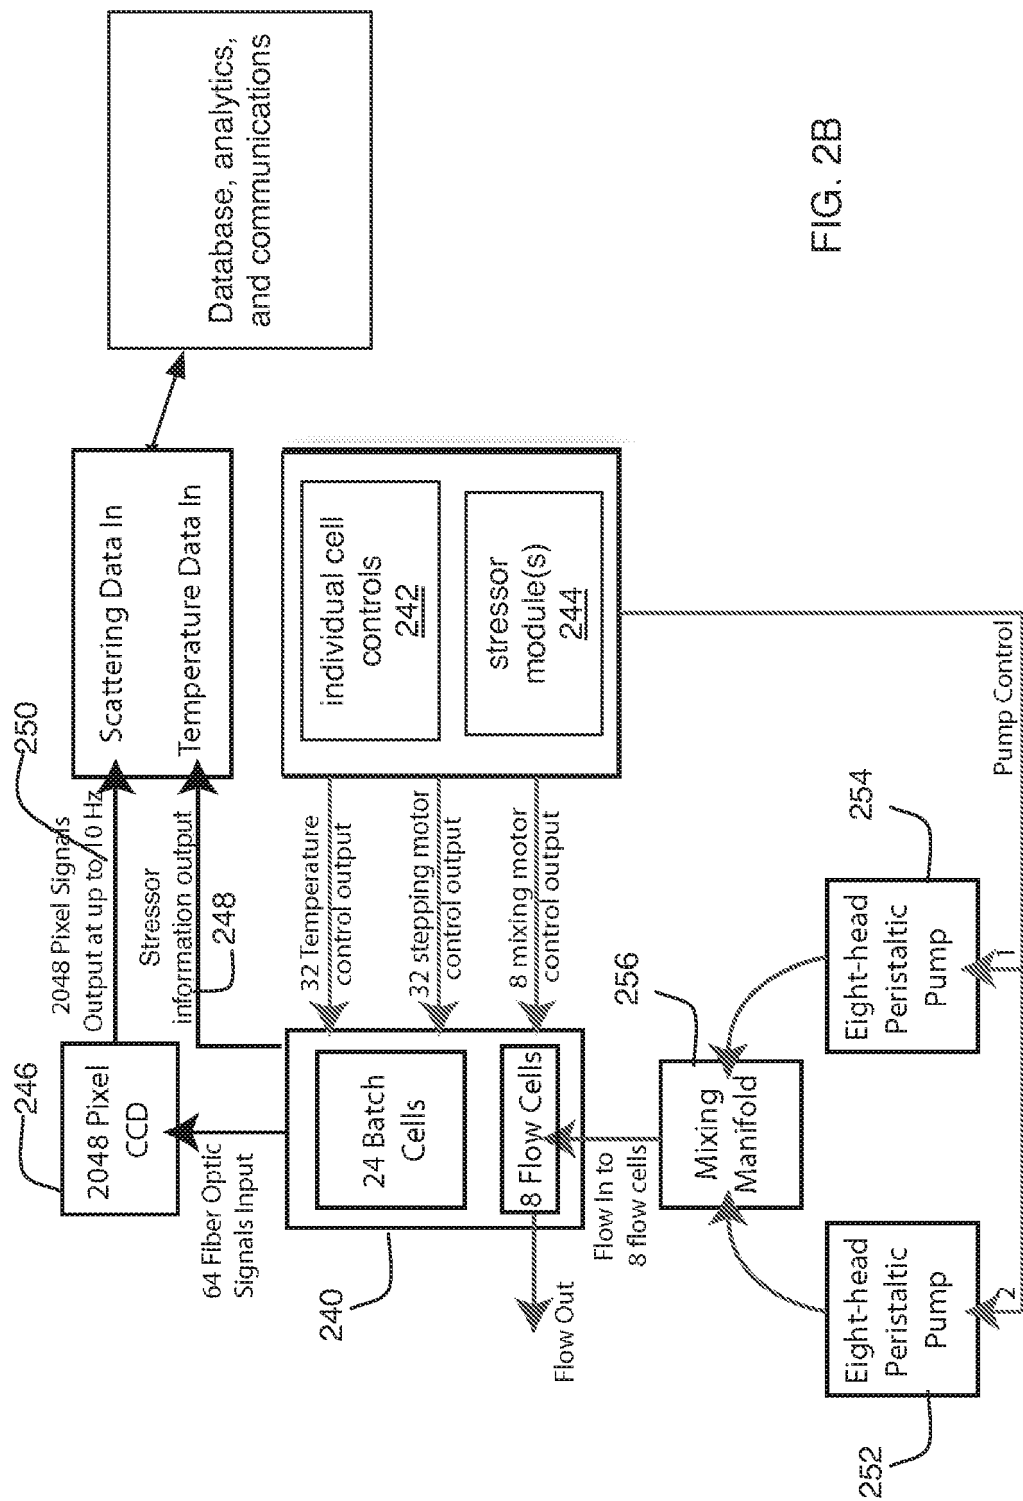 246
2048 Pixel
CCD
2048 Pixel Signals
Output at up to 10 Hz
250
Scattering Data In
Temperature Data In
Database, analytics,
and communications
64 Fiber Optic
Signals Input
Stressor
information output
248
240
24 Batch
Cells
8 Flow Cells
32 Temperature
control output
32 stepping motor
control output
8 mixing motor
control output
individual cell
controls
242
stressor
module(s)
244
Flow Out
Flow In to
8 flow cells
256
Mixing
Manifold
252
Eight-head
Peristaltic
Pump
2
254
Eight-head
Peristaltic
Pump
1
Pump Control
FIG. 2B